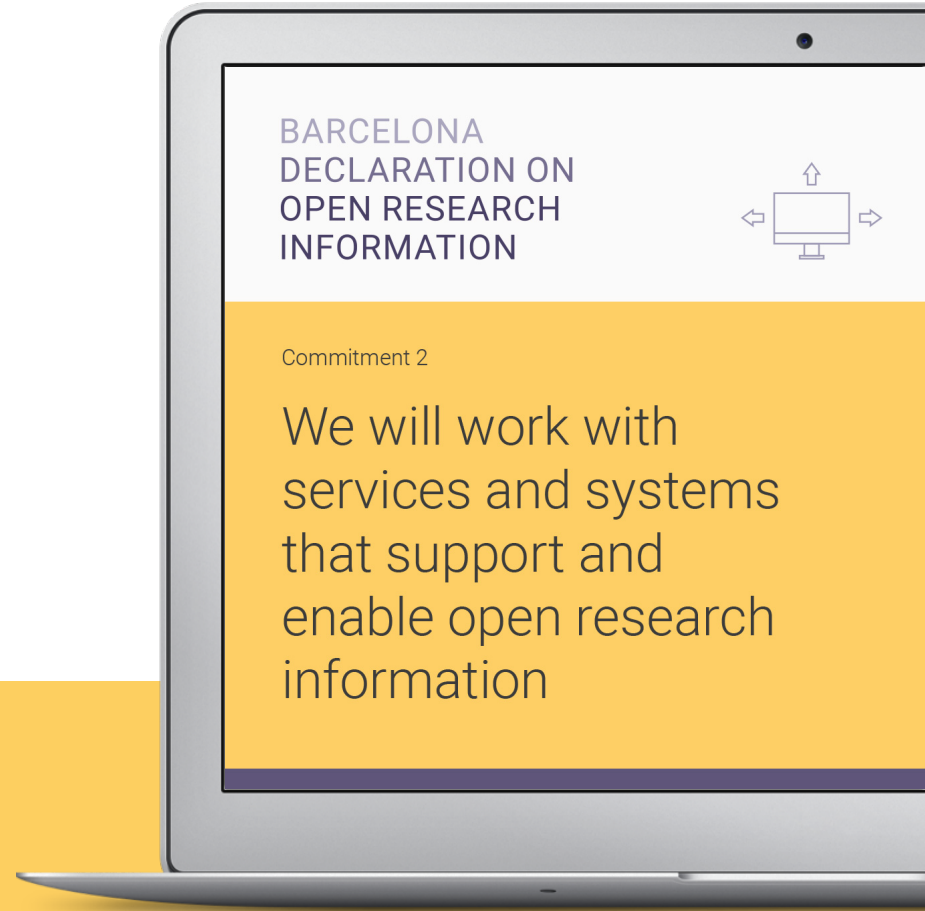 BARCELONA
DECLARATION ON
OPEN RESEARCH
INFORMATION
Commitment 2
We will work with
services and systems
that support and
enable open research
information